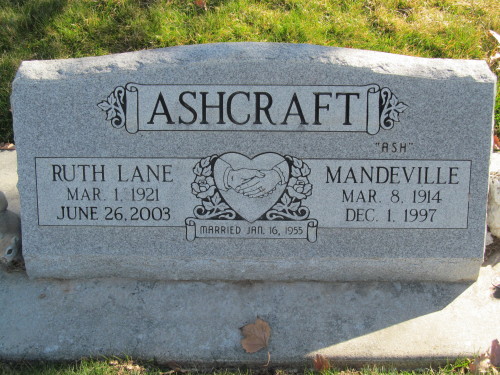 ASHCRAFT
RUTH LANE
MAR. 1, 1921
JUNE 26, 2003
"ASH"
MANDEVILLE
MAR. 8, 1914
DEC. 1, 1997
MARRIED JAN. 16, 1955